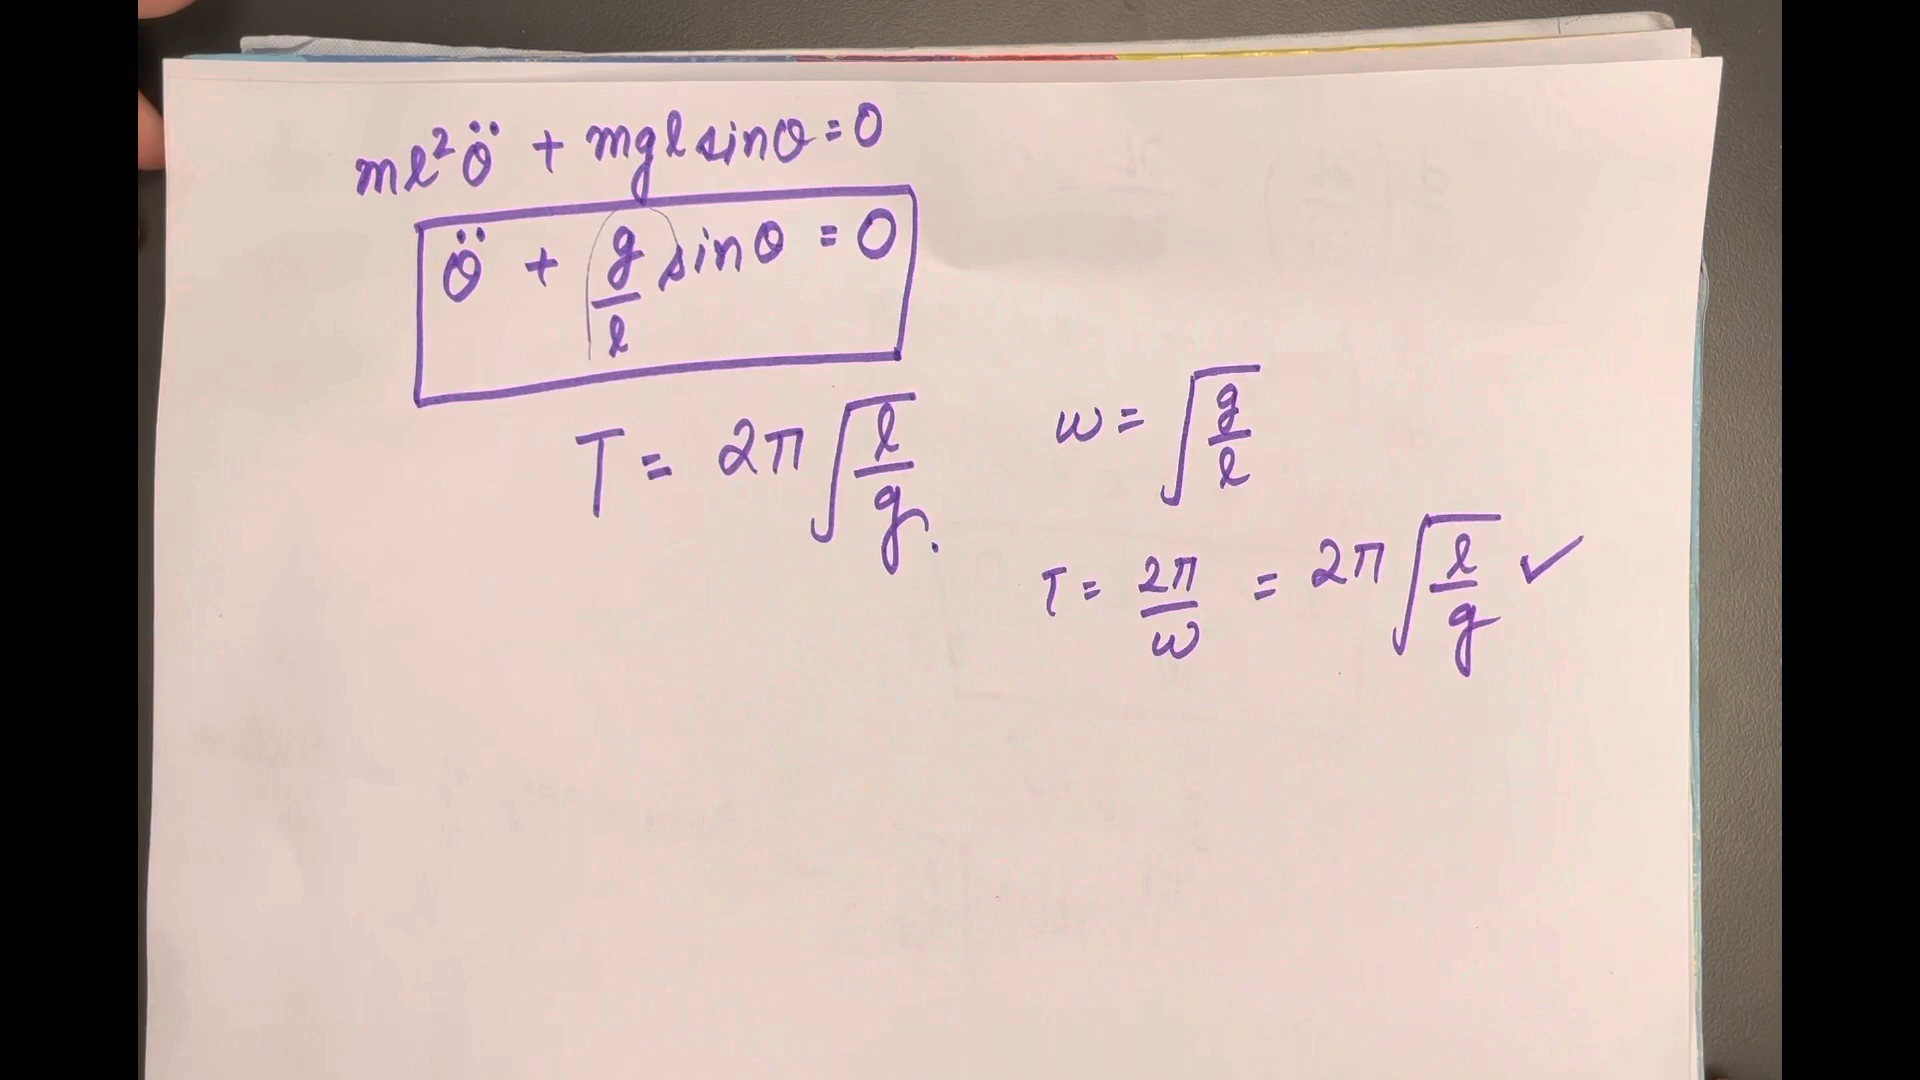 mℓ²θ̈ + mgℓ sinθ = 0
θ̈ + g/ℓ sinθ = 0
T = 2π√(ℓ/g).
ω = √(g/ℓ)
T = 2π/ω = 2π√(ℓ/g) ✓